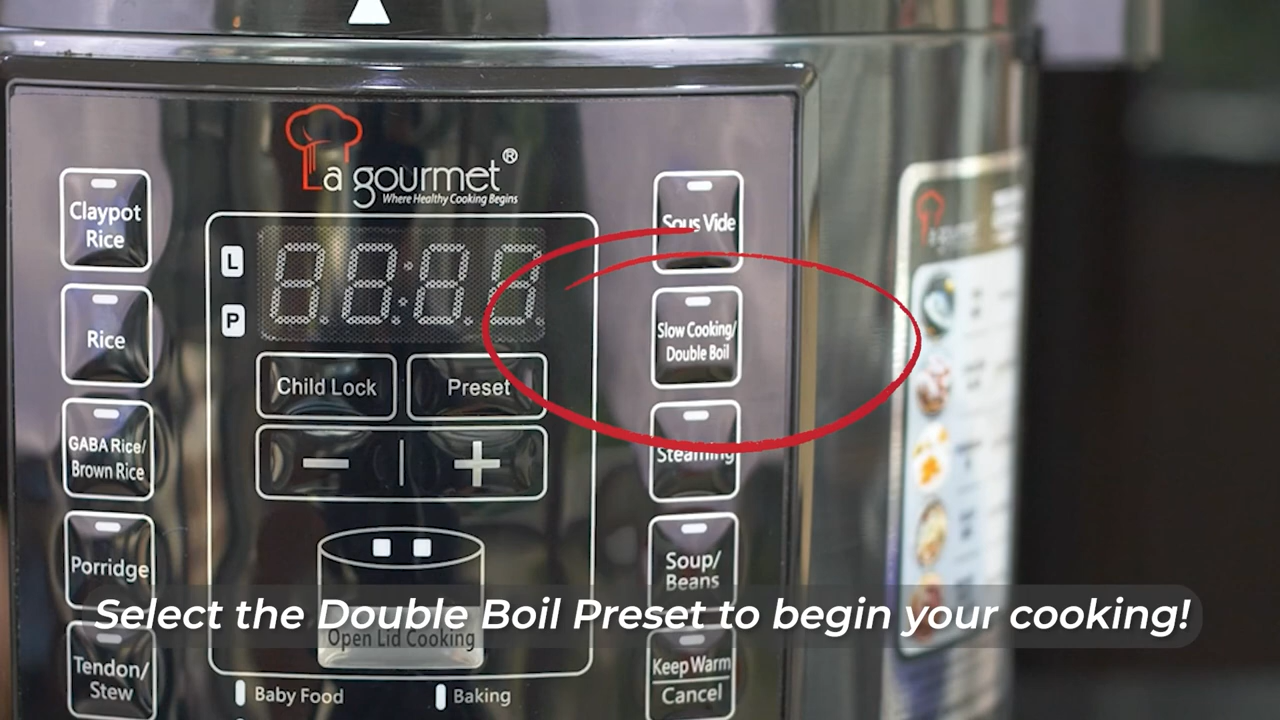 La gourmet®
Where Healthy Cooking Begins
Claypot
Rice
Rice
GABA Rice/
Brown Rice
Porridge
Tendon/
Stew
L
88:88
P
Child Lock
Preset
− | +
Open Lid Cooking
Baby Food
Baking
Sous Vide
Slow Cooking/
Double Boil
Steaming
Soup/
Beans
Keep Warm
Cancel
Select the Double Boil Preset to begin your cooking!